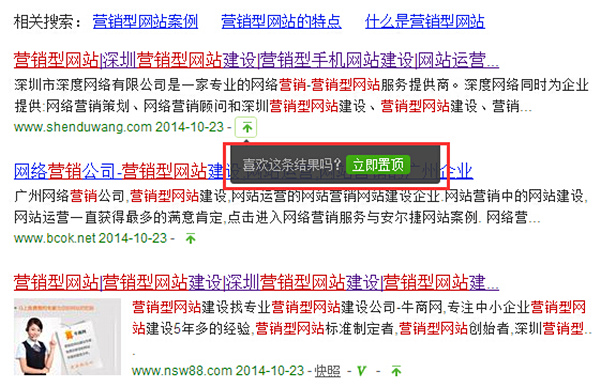 相关搜索： 营销型网站案例 营销型网站的特点 什么是营销型网站
营销型网站|深圳营销型网站建设|营销型手机网站建设|网站运营...
深圳市深度网络有限公司是一家专业的网络营销-营销型网站服务提供商。深度网络同时为企业
提供:网络营销策划、网络营销顾问和深圳营销型网站建设、营销型网站建设、营销...
www.shenduwang.com 2014-10-23 -
喜欢这条结果吗？ 立即置顶
网络营销公司-营销型网站建设 广州企业
广州网络营销公司,营销型网站建设,网站运营的网站营销网站建设企业.网站营销中的网站建设,
网站运营一直获得最多的满意肯定,点击进入网络营销服务与安尔捷网站案例. 网络营...
www.bcok.net 2014-10-23 -
营销型网站|营销型网站建设|深圳营销型网站建设|营销型网站建...
营销型网站建设找专业营销型网站建设公司-牛商网,专注中小企业营销型网
站建设5年多的经验,营销型网站标准制定者,营销型网站创始者,深圳营销型..
.
www.nsw88.com 2014-10-23 - 快照 - V -
牛商网